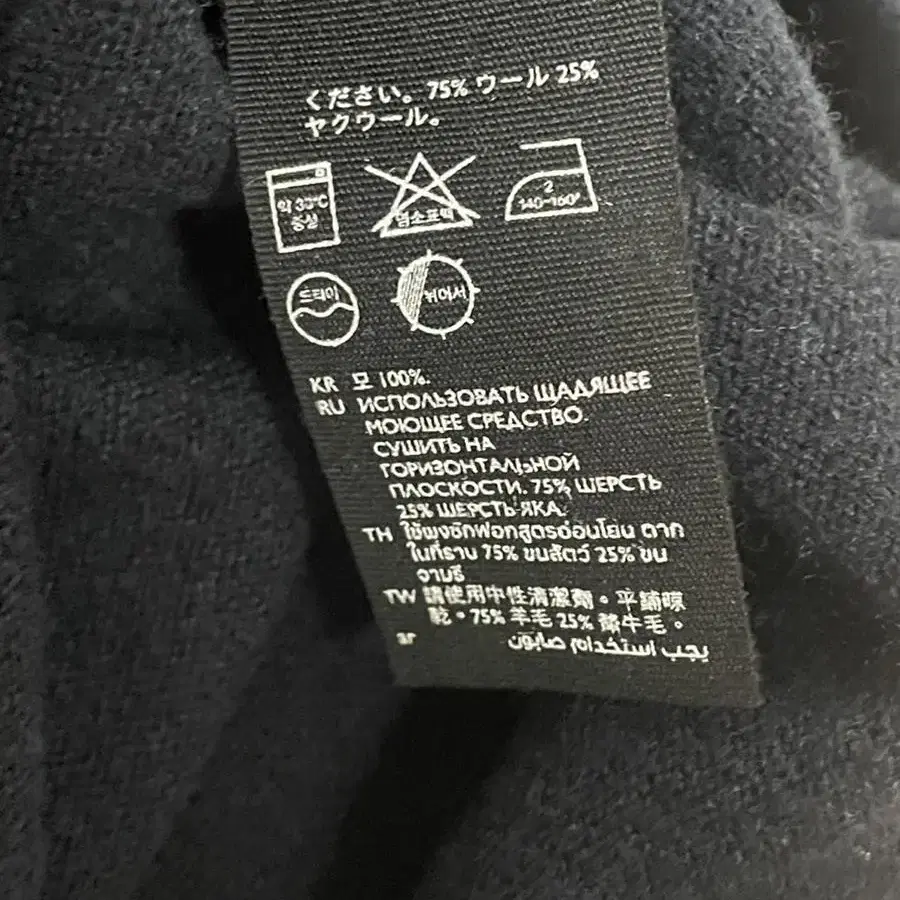 ください。75% ウール 25%
ヤクウール。
약 30°C
중성
염소표백
2
140~160°
드라이
뉘어서
KR 모 100%.
RU ИСПОЛЬЗОВАТЬ ЩАДЯЩЕЕ
МОЮЩЕЕ СРЕДСТВО.
СУШИТЬ НА
ГОРИЗОНТАЛЬНОЙ
ПЛОСКОСТИ. 75% ШЕРСТЬ
25% ШЕРСТЬ ЯКА.
TH ใช้ผงซักฟอกสูตรอ่อนโยน ตาก
ในที่ราบ 75% ขนสัตว์ 25% ขน
จามรี
TW 請使用中性清潔劑。平鋪晾
乾。75% 羊毛 25% 犛牛毛。
ar يجب استخدام صابون